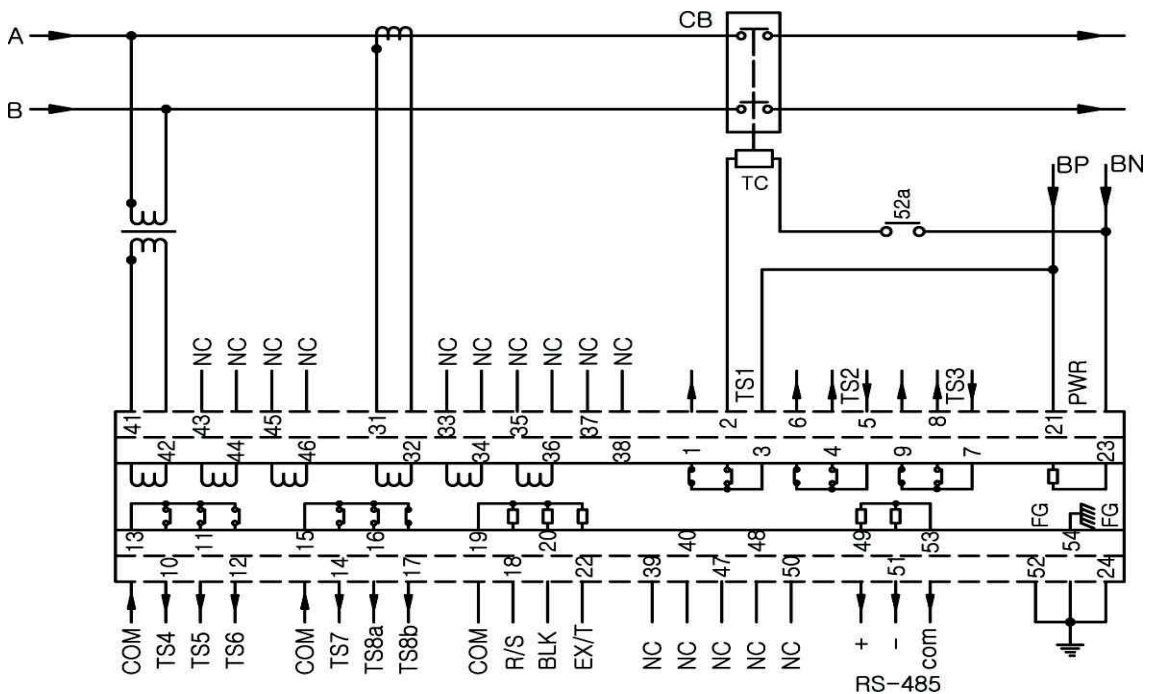 CB
A
B
TC
BP BN
52a
NC NC NC NC NC NC NC NC NC NC
TS1 TS2 TS3 PWR
41 43 45 31 33 35 37 2 6 5 8 21
42 44 46 32 34 36 38 1 3 4 9 7 23
FG FG
13 11 15 16 19 20 40 48 49 53 54
10 12 14 17 18 22 39 47 50 51 52 24
COM TS4 TS5 TS6 COM TS7 TS8a TS8b COM R/S BLK EX/T NC NC NC NC NC + - com
RS-485